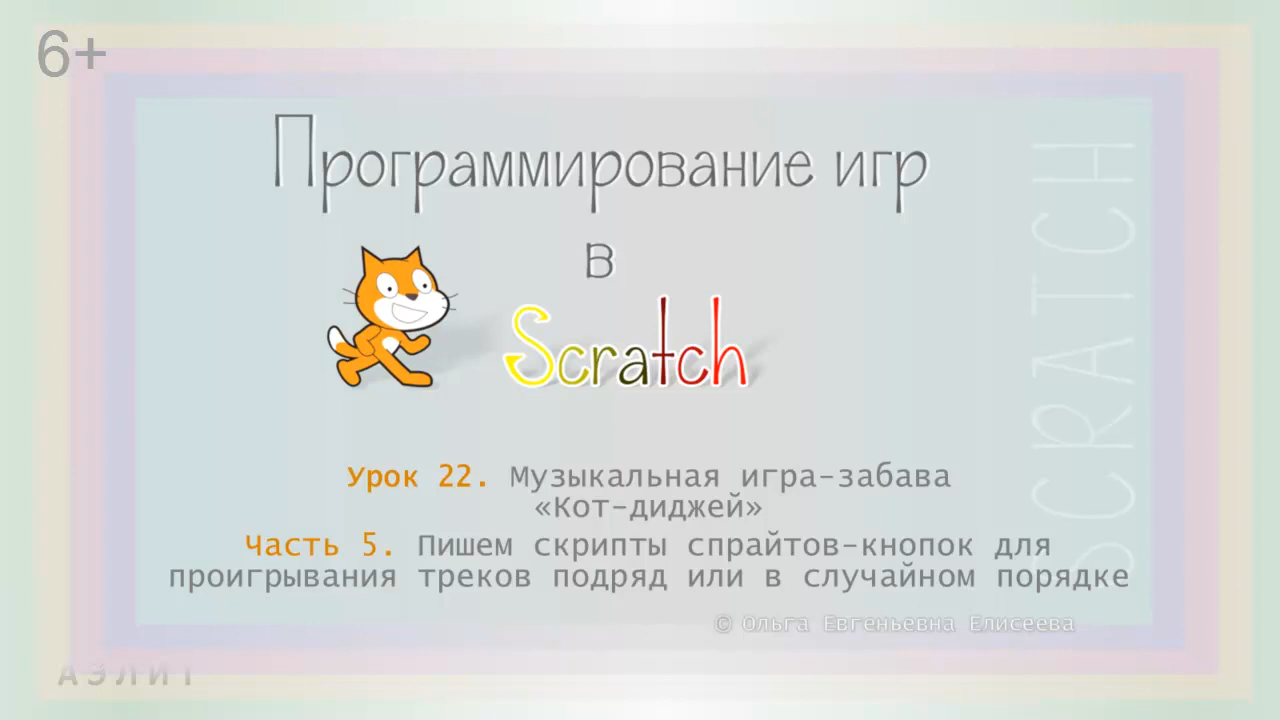 6+
Программирование игр
в
Scratch
SCRATCH
Урок 22. Музыкальная игра-забава
«Кот-диджей»
Часть 5. Пишем скрипты спрайтов-кнопок для
проигрывания треков подряд или в случайном порядке
© Ольга Евгеньевна Елисеева
АЭЛИТ